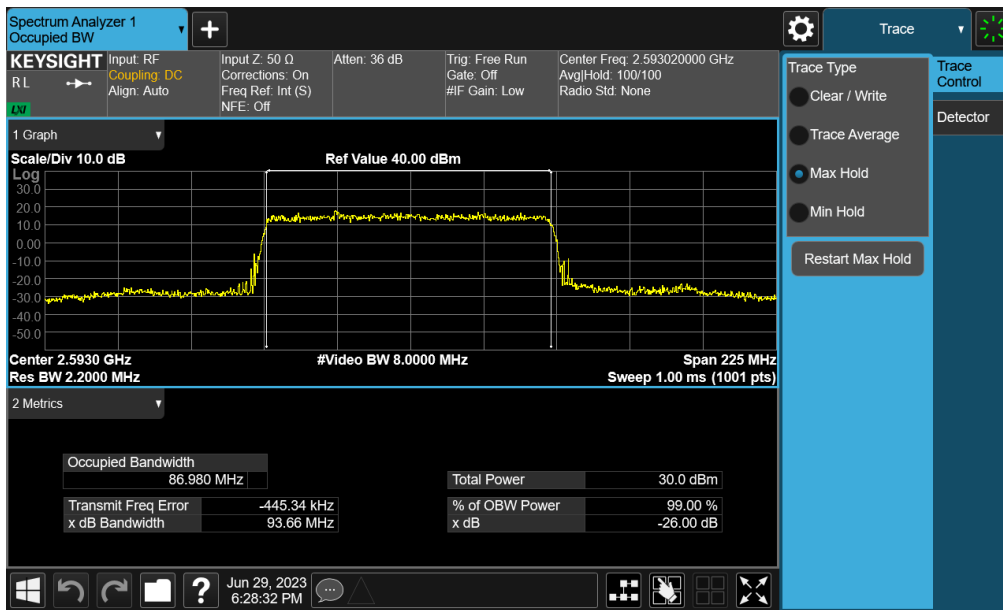 Spectrum Analyzer 1
Occupied BW
Trace
KEYSIGHT
R L
LXI
Input: RF
Coupling: DC
Align: Auto
Input Z: 50 Ω
Corrections: On
Freq Ref: Int (S)
NFE: Off
Atten: 36 dB
Trig: Free Run
Gate: Off
#IF Gain: Low
Center Freq: 2.593020000 GHz
Avg|Hold: 100/100
Radio Std: None
Trace Type
Clear / Write
Trace Average
Max Hold
Min Hold
Restart Max Hold
Trace
Control
Detector
1 Graph
Scale/Div 10.0 dB
Ref Value 40.00 dBm
Log
30.0
20.0
10.0
0.00
-10.0
-20.0
-30.0
-40.0
-50.0
Center 2.5930 GHz
#Video BW 8.0000 MHz
Span 225 MHz
Res BW 2.2000 MHz
Sweep 1.00 ms (1001 pts)
2 Metrics
Occupied Bandwidth
86.980 MHz
Total Power 30.0 dBm
Transmit Freq Error -445.34 kHz
% of OBW Power 99.00 %
x dB Bandwidth 93.66 MHz
x dB -26.00 dB
Jun 29, 2023
6:28:32 PM